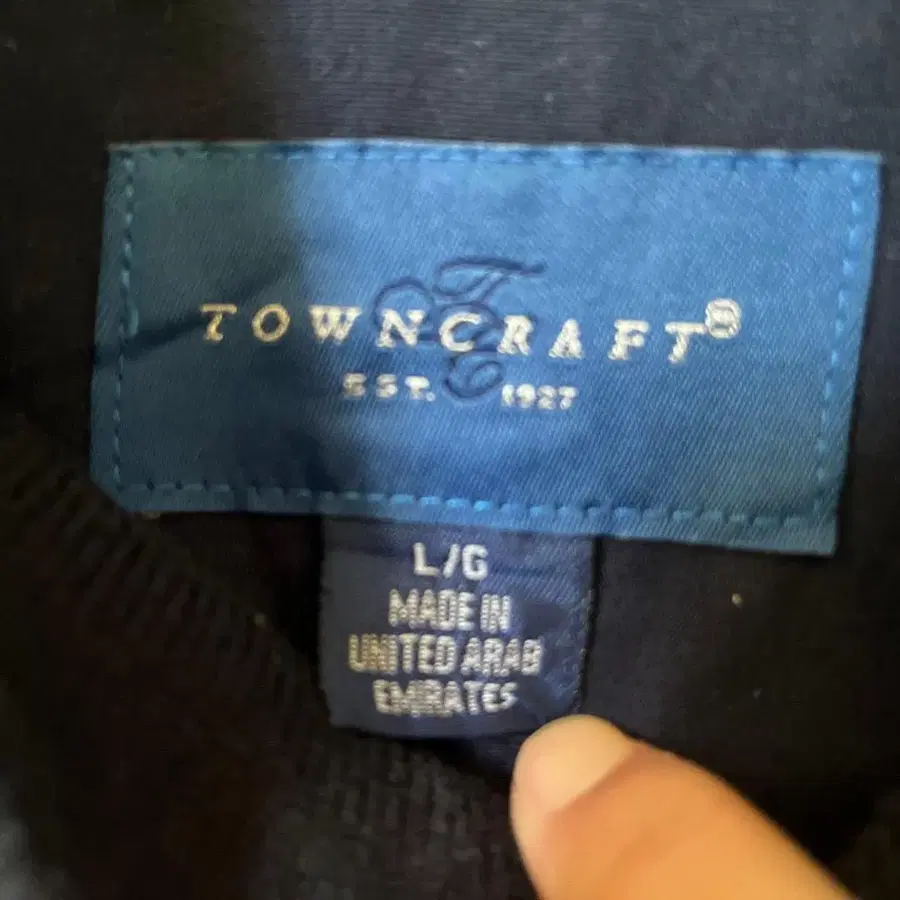 TOWNCRAFT®
EST. 1927
L/G
MADE IN
UNITED ARAB
EMIRATES